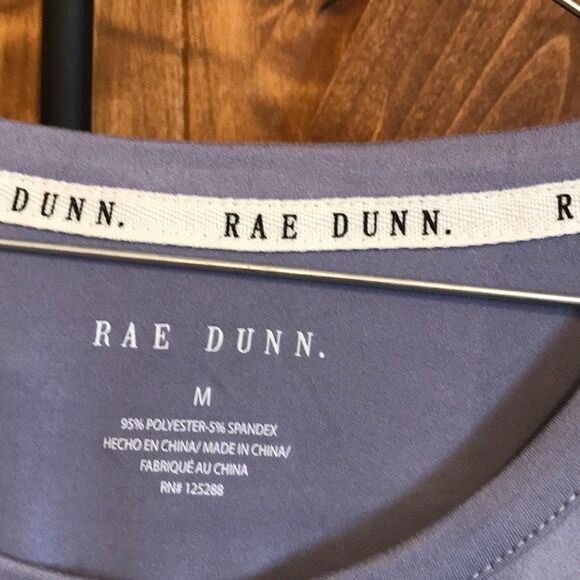 DUNN. RAE DUNN. R
RAE DUNN.
M
95% POLYESTER-5% SPANDEX
HECHO EN CHINA/ MADE IN CHINA/
FABRIQUÉ AU CHINA
RN# 125288